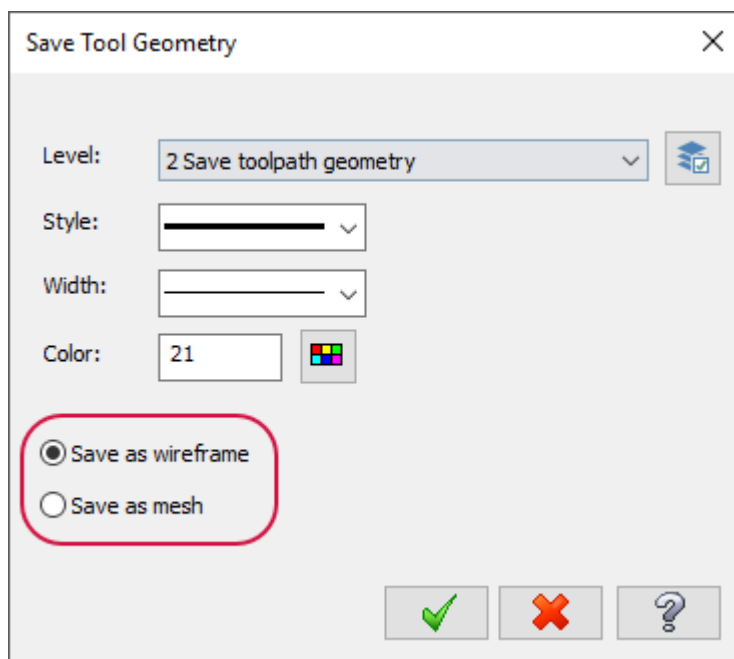 Save Tool Geometry
Level:
2 Save toolpath geometry
Style:
Width:
Color:
21
Save as wireframe
Save as mesh